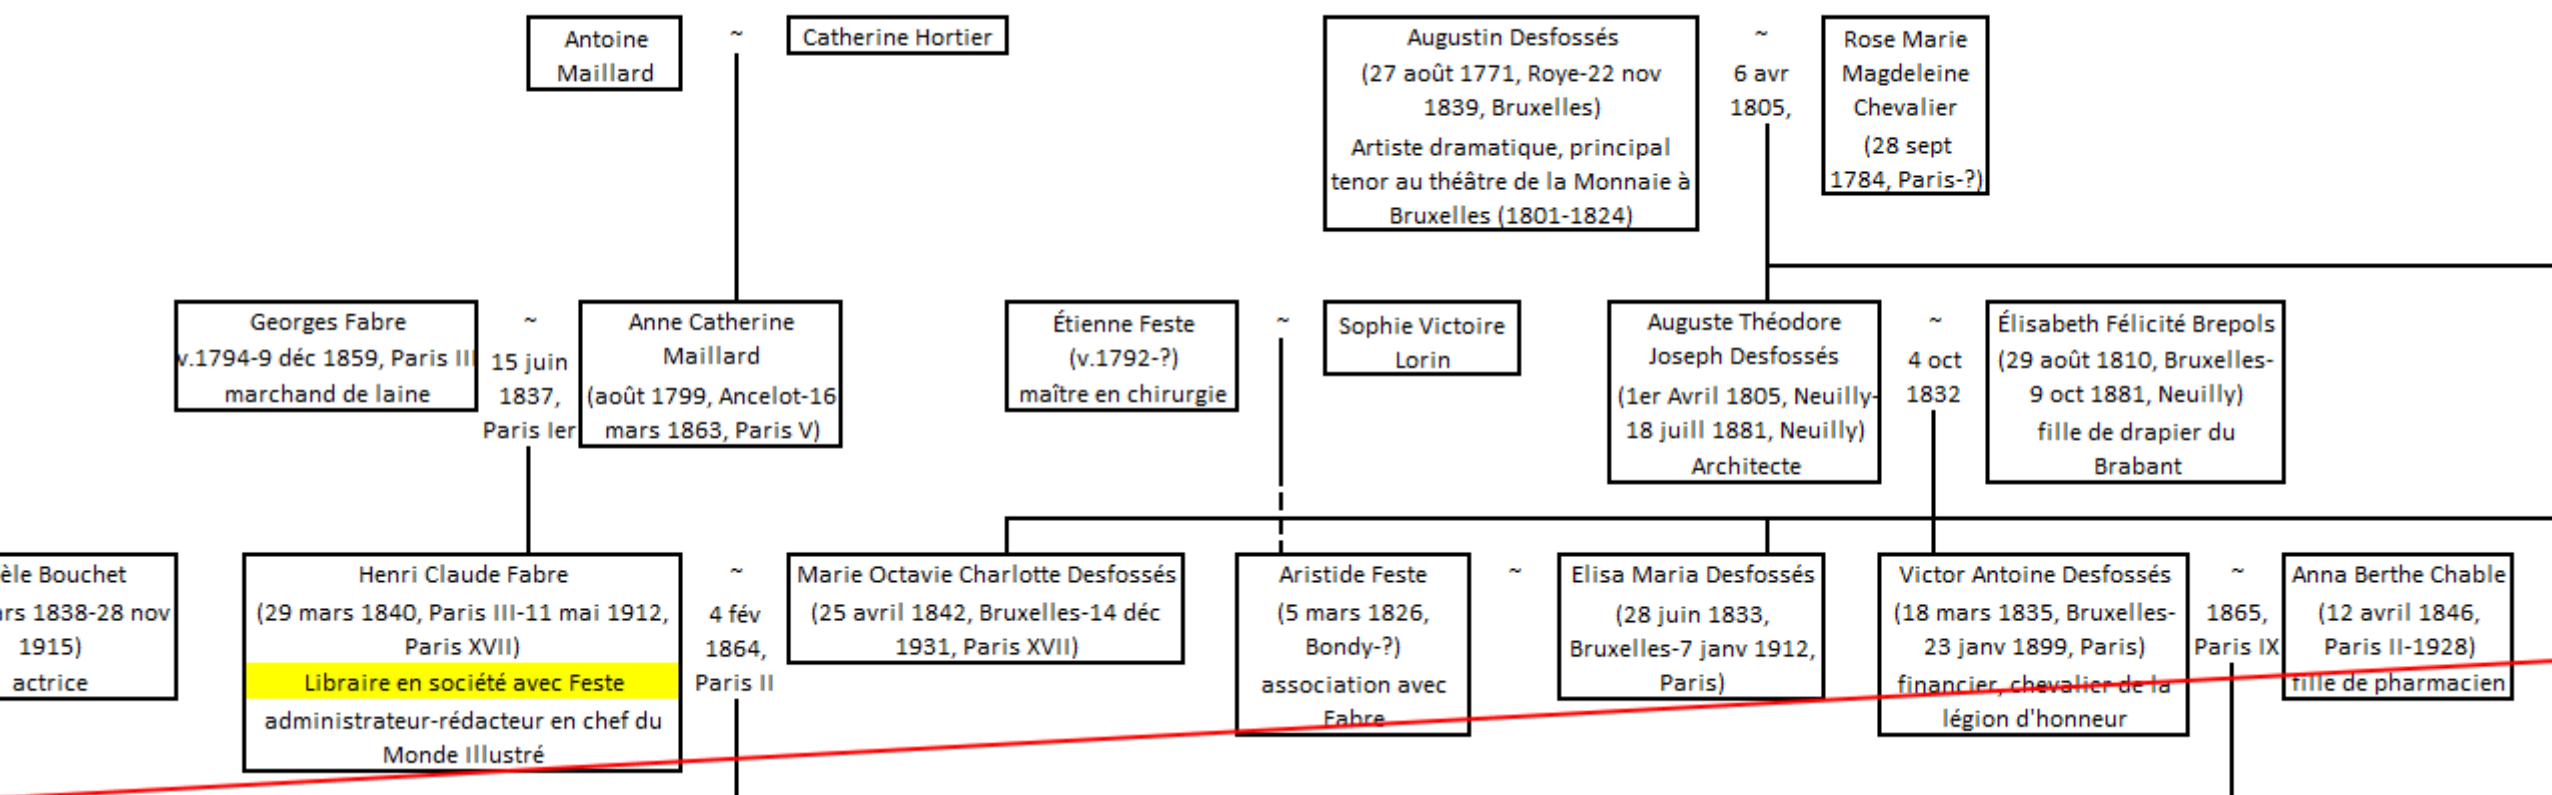 Antoine
Maillard
~
Catherine Hortier
Augustin Desfossés
(27 août 1771, Roye-22 nov
1839, Bruxelles)
Artiste dramatique, principal
tenor au théâtre de la Monnaie à
Bruxelles (1801-1824)
~
6 avr
1805,
Rose Marie
Magdeleine
Chevalier
(28 sept
1784, Paris-?)
Georges Fabre
v.1794-9 déc 1859, Paris III
marchand de laine
~
15 juin
1837,
Paris Ier
Anne Catherine
Maillard
(août 1799, Ancelot-16
mars 1863, Paris V)
Étienne Feste
(v.1792-?)
maître en chirurgie
~
Sophie Victoire
Lorin
Auguste Théodore
Joseph Desfossés
(1er Avril 1805, Neuilly-
18 juill 1881, Neuilly)
Architecte
~
4 oct
1832
Élisabeth Félicité Brepols
(29 août 1810, Bruxelles-
9 oct 1881, Neuilly)
fille de drapier du
Brabant
èle Bouchet
ars 1838-28 nov
1915)
actrice
Henri Claude Fabre
(29 mars 1840, Paris III-11 mai 1912,
Paris XVII)
Libraire en société avec Feste
administrateur-rédacteur en chef du
Monde Illustré
~
4 fév
1864,
Paris II
Marie Octavie Charlotte Desfossés
(25 avril 1842, Bruxelles-14 déc
1931, Paris XVII)
Aristide Feste
(5 mars 1826,
Bondy-?)
association avec
Fabre
~
Elisa Maria Desfossés
(28 juin 1833,
Bruxelles-7 janv 1912,
Paris)
Victor Antoine Desfossés
(18 mars 1835, Bruxelles-
23 janv 1899, Paris)
financier, chevalier de la
légion d'honneur
~
1865,
Paris IX
Anna Berthe Chable
(12 avril 1846,
Paris II-1928)
fille de pharmacien